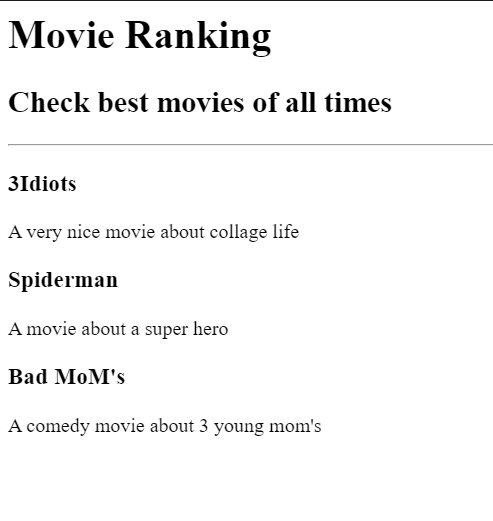 Movie Ranking
Check best movies of all times
3Idiots
A very nice movie about collage life
Spiderman
A movie about a super hero
Bad MoM's
A comedy movie about 3 young mom's